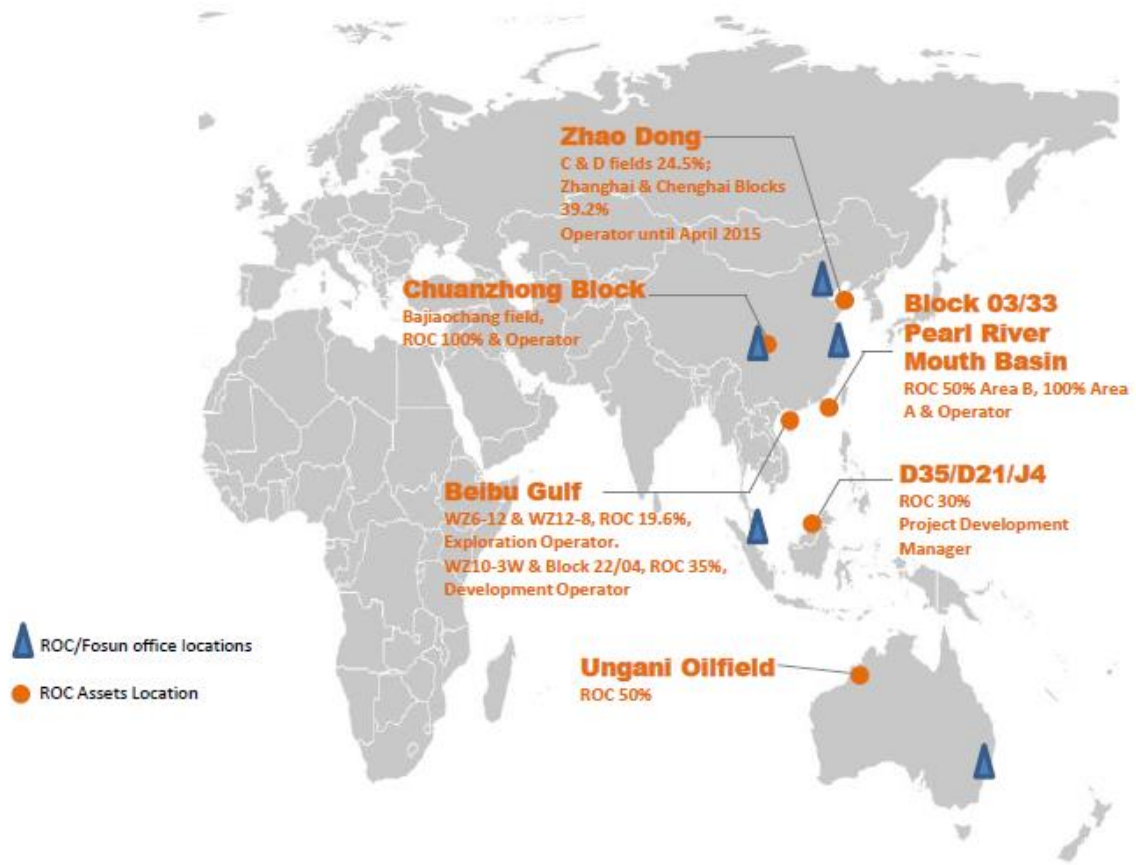 Zhao Dong
C & D fields 24.5%;
Zhanghai & Chenghai Blocks
39.2%
Operator until April 2015
Chuanzhong Block
Bajiaochang field,
ROC 100% & Operator
Block 03/33
Pearl River
Mouth Basin
ROC 50% Area B, 100% Area
A & Operator
Beibu Gulf
WZ6-12 & WZ12-8, ROC 19.6%,
Exploration Operator.
WZ10-3W & Block 22/04, ROC 35%,
Development Operator
D35/D21/J4
ROC 30%
Project Development
Manager
Ungani Oilfield
ROC 50%
ROC/Fosun office locations
ROC Assets Location